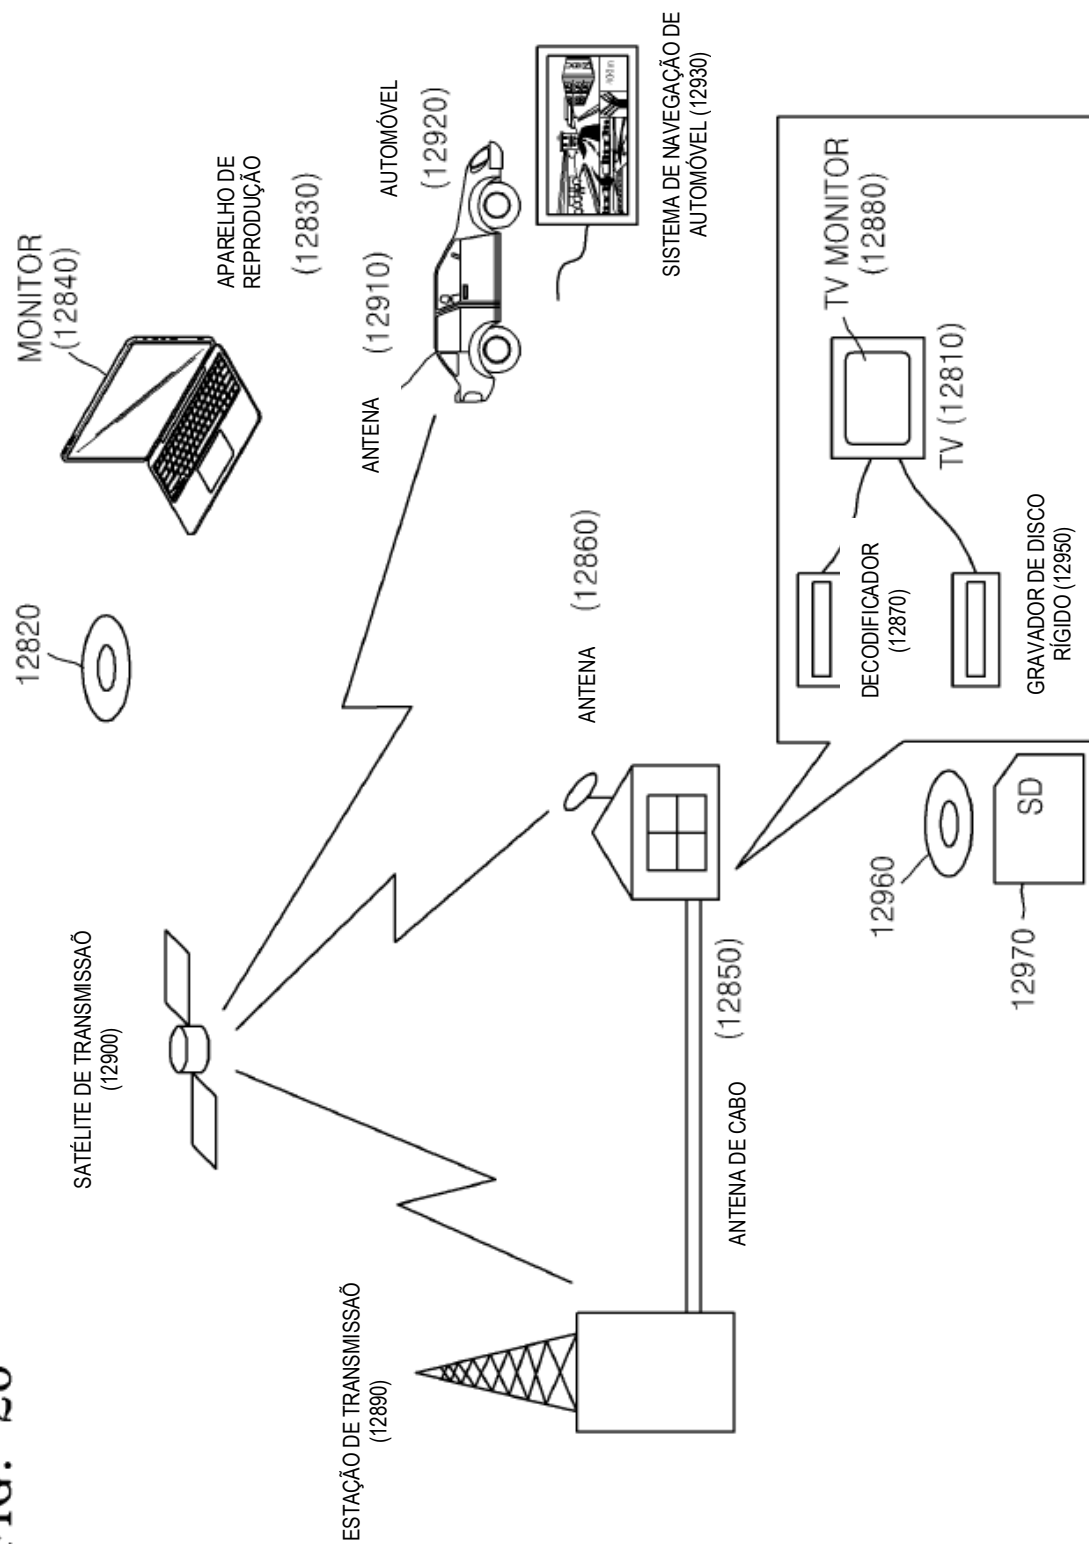 FIG.
12820
MONITOR
(12840)
SATÉLITE DE TRANSMISSAÕ
(12900)
APARELHO DE
REPRODUÇÃO
(12830)
ESTAÇÃO DE TRANSMISSAÕ
(12890)
ANTENA (12910)
AUTOMÓVEL
(12920)
ANTENA (12860)
SISTEMA DE NAVEGAÇÃO DE
AUTOMÓVEL (12930)
(12850)
ANTENA DE CABO
TV MONITOR
(12880)
DECODIFICADOR
(12870)
TV (12810)
12960
12970
SD
GRAVADOR DE DISCO
RÍGIDO (12950)